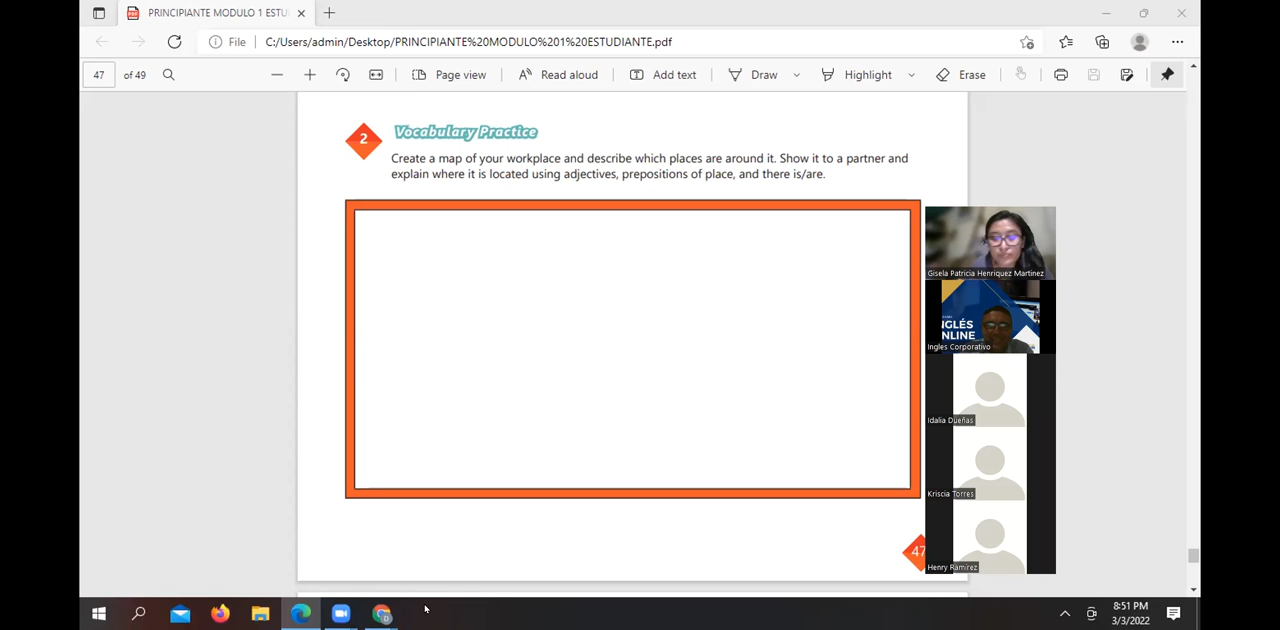 PRINCIPIANTE MODULO 1 ESTU
File
C:/Users/admin/Desktop/PRINCIPIANTE%20MODULO%201%20ESTUDIANTE.pdf
47 of 49
Page view
Read aloud
Add text
Draw
Highlight
Erase
2
Vocabulary Practice
Create a map of your workplace and describe which places are around it. Show it to a partner and
explain where it is located using adjectives, prepositions of place, and there is/are.
Gisela Patricia Henriquez Martinez
INGLÉS
ONLINE
Ingles Corporativo
Idalia Dueñas
Kriscia Torres
Henry Ramírez
47
8:51 PM
3/3/2022